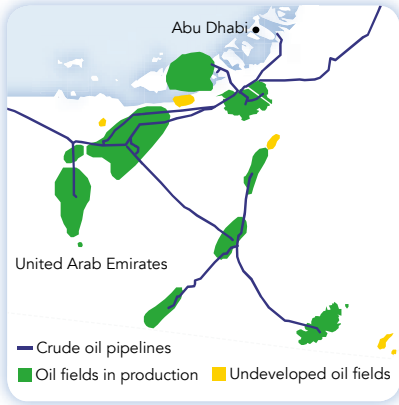 Abu Dhabi
United Arab Emirates
Crude oil pipelines
Oil fields in production
Undeveloped oil fields